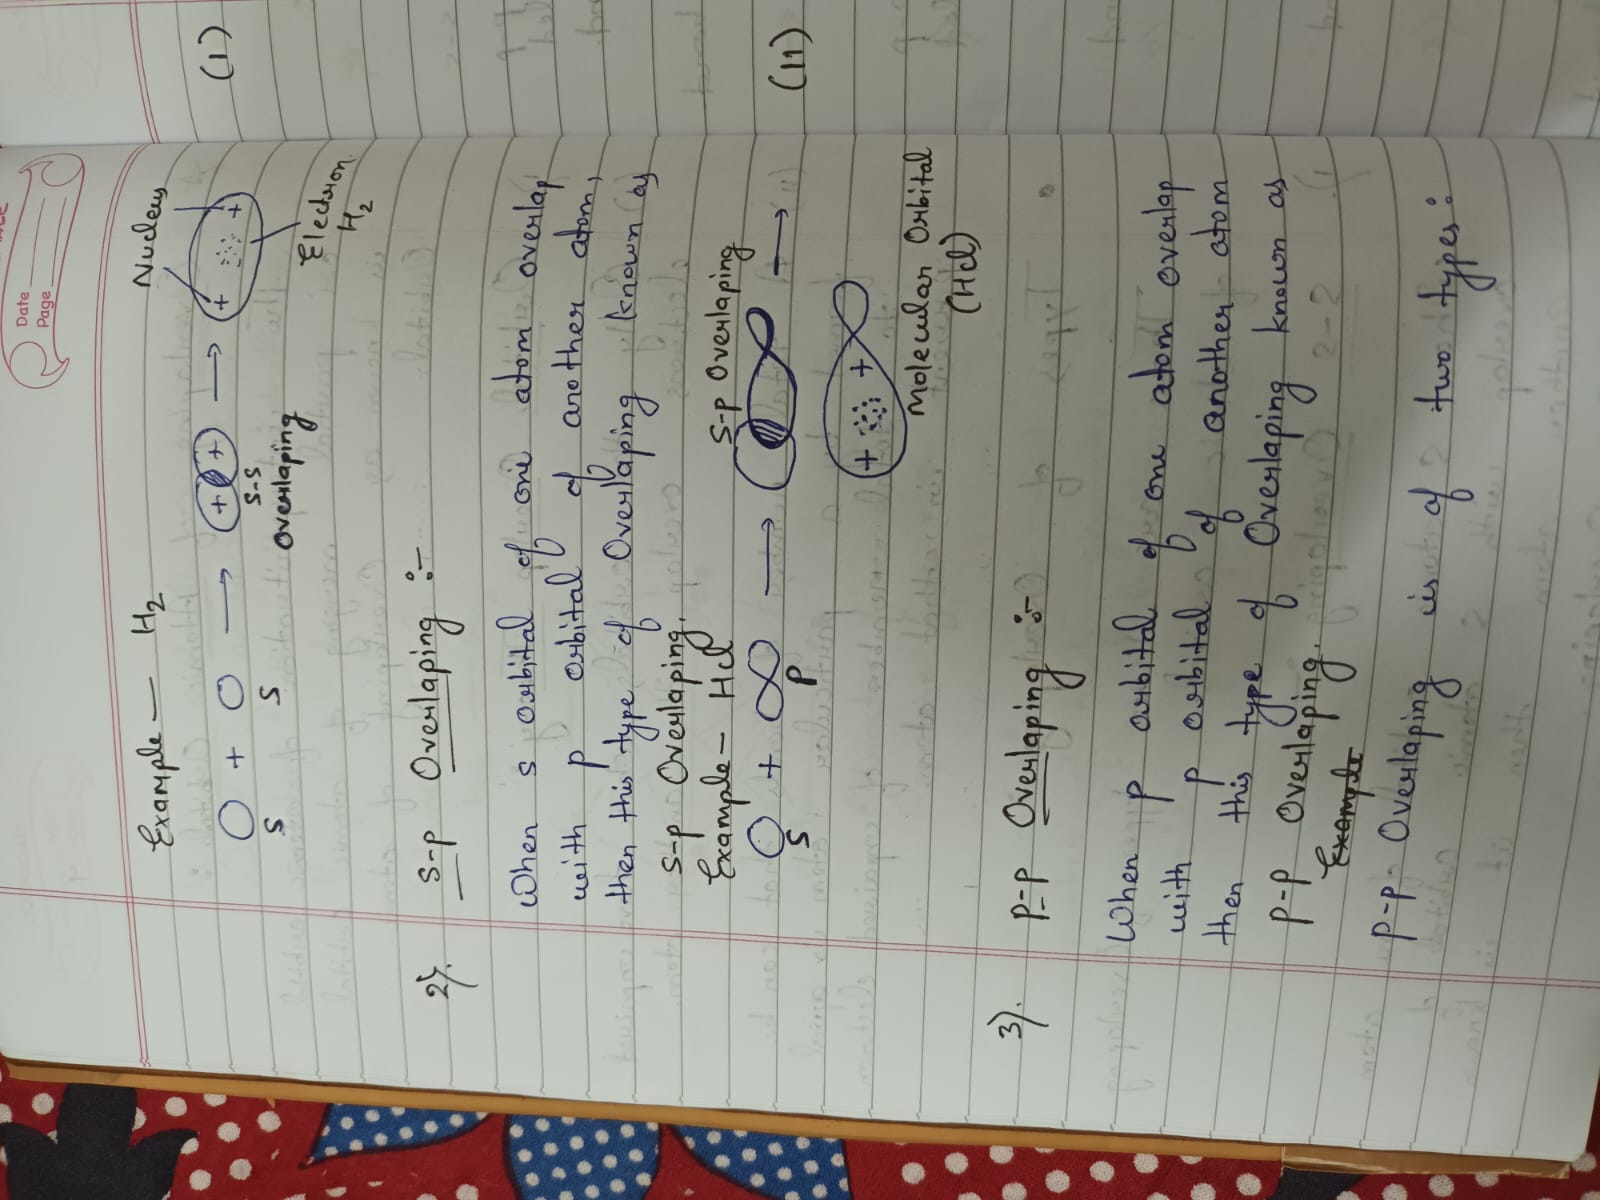 Date
Page
Example — H2
Nucleus
S + S → + + → + +
S-S
Overlaping
Electron
H2
(1)
2). S-p Overlaping :-
When s orbital of one atom overlap
with p orbital of another atom,
then this type of Overlaping known as
S-p Overlaping.
Example — Hcl
S-p Overlaping
S + P → →
(11)
+ +
Molecular Orbital
(Hcl)
3). p-p Overlaping :-
When p orbital of one atom overlap
with p orbital of another atom
then this type of Overlaping known as
p-p Overlaping.
Example
p-p Overlaping is of two types: